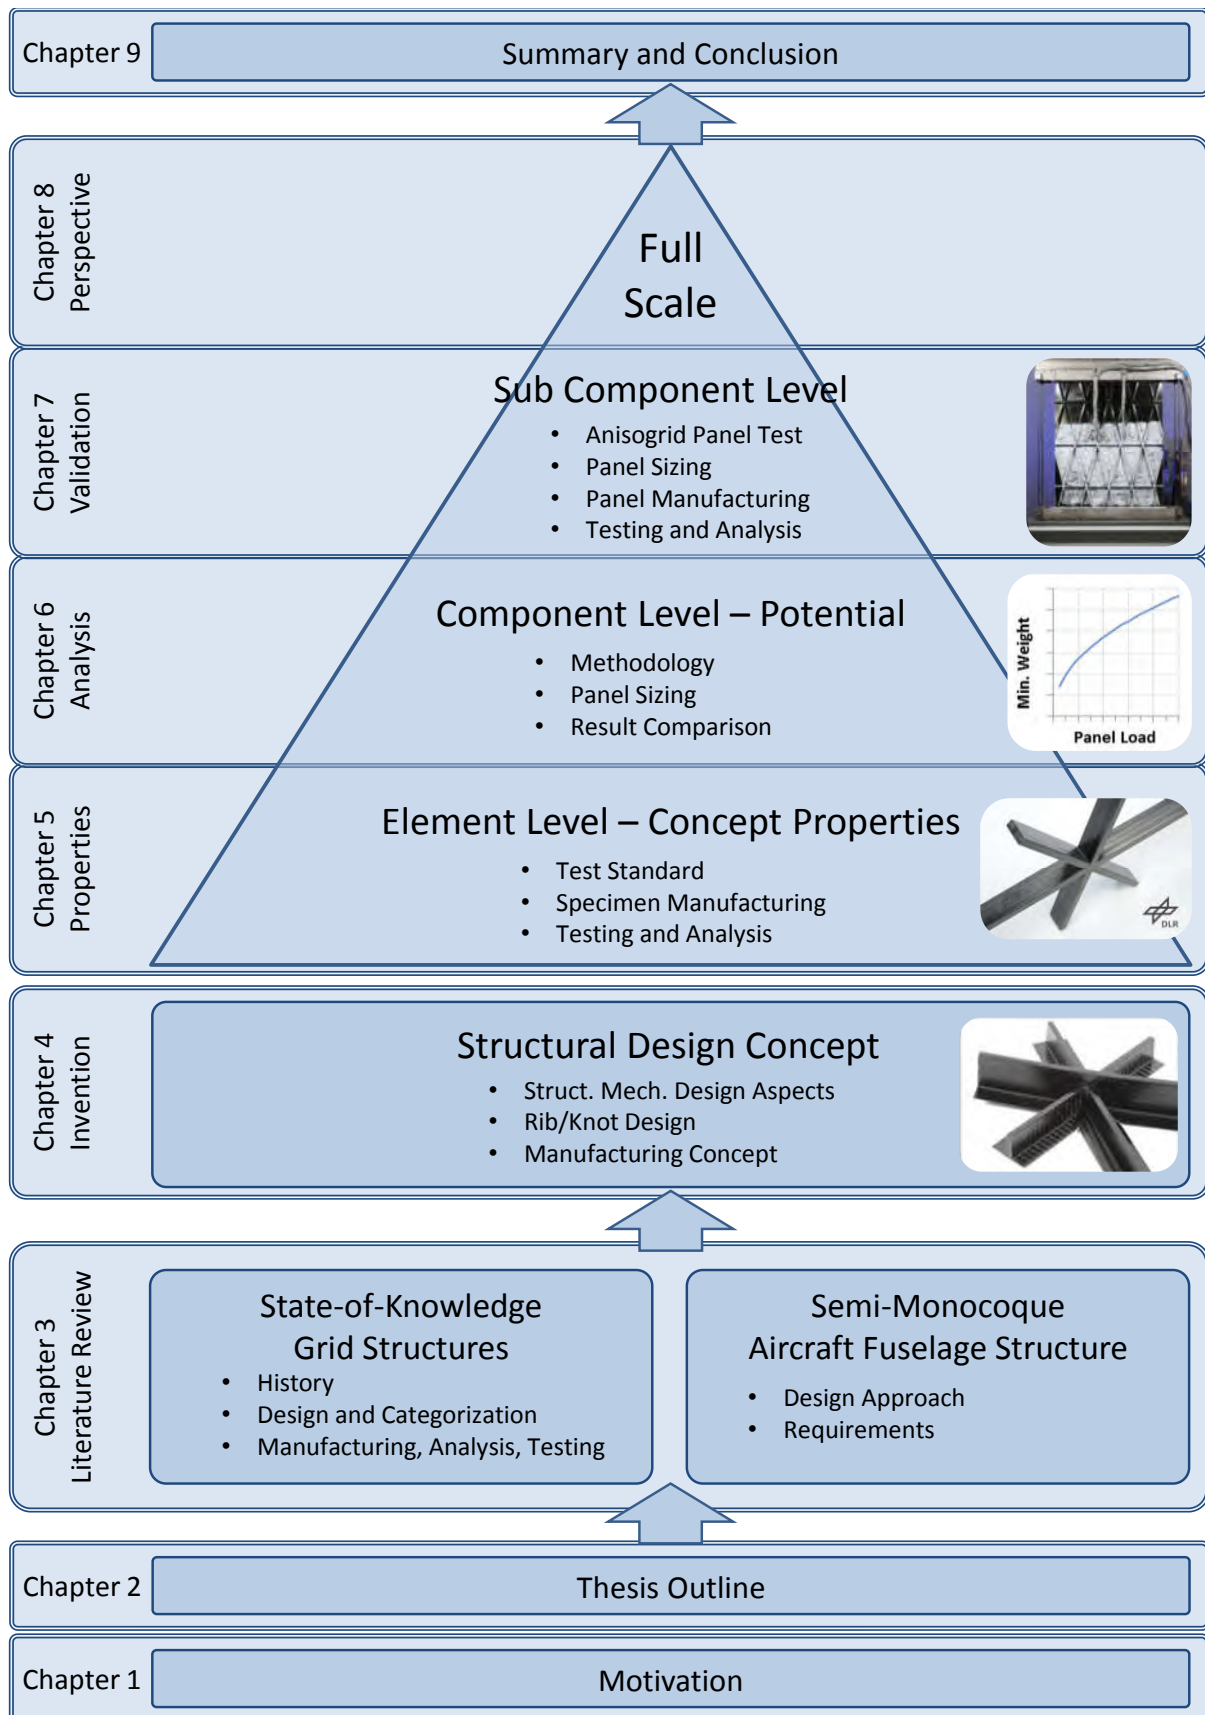 Chapter 9
Summary and Conclusion
Chapter 8
Perspective
Full
Scale
Chapter 7
Validation
Sub Component Level
• Anisogrid Panel Test
• Panel Sizing
• Panel Manufacturing
• Testing and Analysis
Chapter 6
Analysis
Component Level – Potential
• Methodology
• Panel Sizing
• Result Comparison
Min. Weight
Panel Load
Chapter 5
Properties
Element Level – Concept Properties
• Test Standard
• Specimen Manufacturing
• Testing and Analysis
DLR
Chapter 4
Invention
Structural Design Concept
• Struct. Mech. Design Aspects
• Rib/Knot Design
• Manufacturing Concept
Chapter 3
Literature Review
State-of-Knowledge
Grid Structures
• History
• Design and Categorization
• Manufacturing, Analysis, Testing
Semi-Monocoque
Aircraft Fuselage Structure
• Design Approach
• Requirements
Chapter 2
Thesis Outline
Chapter 1
Motivation